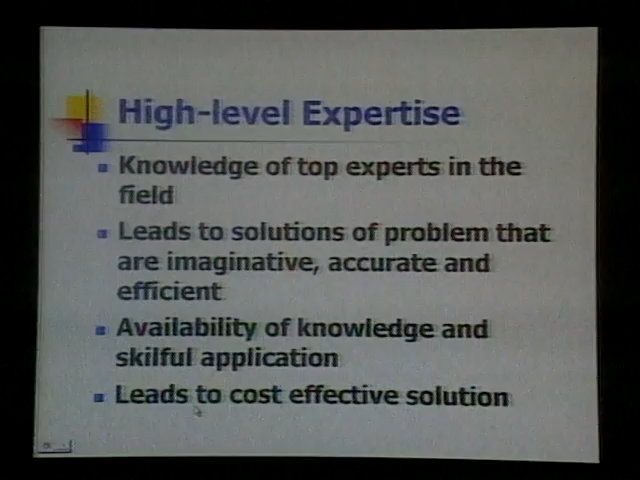 High-level Expertise
Knowledge of top experts in the
field
Leads to solutions of problem that
are imaginative, accurate and
efficient
Availability of knowledge and
skilful application
Leads to cost effective solution